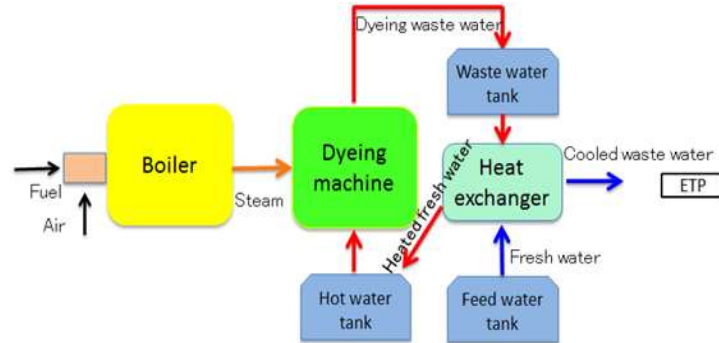 Dyeing waste water
Waste water
tank
Boiler
Dyeing
machine
Heat
exchanger
Cooled waste water
ETP
Fuel
Air
Steam
Heated fresh water
Fresh water
Hot water
tank
Feed water
tank